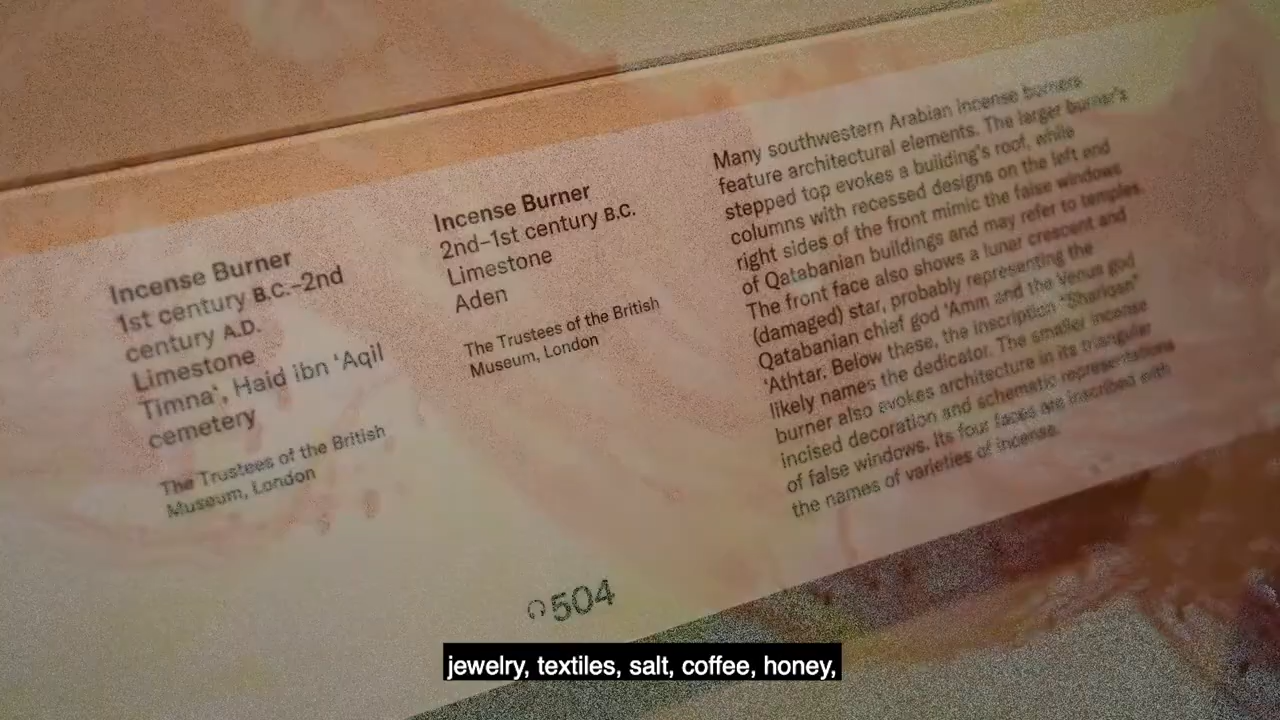 Incense Burner
1st century B.C.–2nd
century A.D.
Limestone
Timna‘, Haid ibn ‘Aqil
cemetery
The Trustees of the British
Museum, London
Incense Burner
2nd–1st century B.C.
Limestone
Aden
The Trustees of the British
Museum, London
Many southwestern Arabian incense burners
feature architectural elements. The larger burner's
stepped top evokes a building's roof, while
columns with recessed designs on the left and
right sides of the front mimic the false windows
of Qatabanian buildings and may refer to temples.
The front face also shows a lunar crescent and
(damaged) star, probably representing the
Qatabanian chief god ‘Amm and the Venus god
‘Athtar. Below these, the inscription
likely names the dedicator. The smaller incense
burner also evokes architecture in its triangular
incised decoration and schematic representations
of false windows. Its four faces are inscribed with
the names of varieties of incense.
504
jewelry, textiles, salt, coffee, honey,